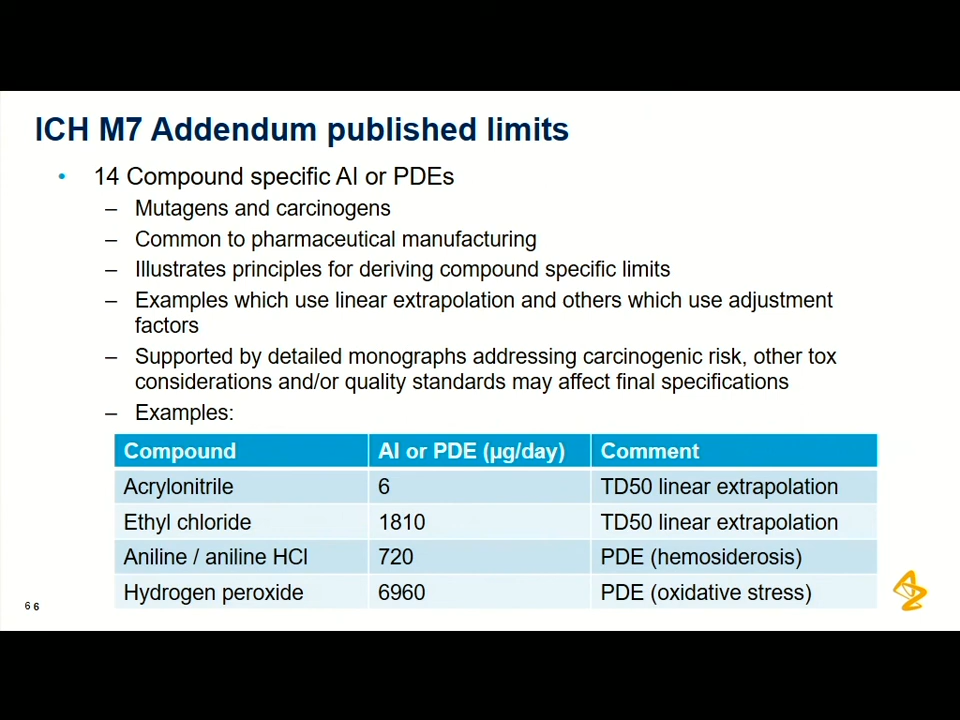 ICH M7 Addendum published limits
• 14 Compound specific AI or PDEs
– Mutagens and carcinogens
– Common to pharmaceutical manufacturing
– Illustrates principles for deriving compound specific limits
– Examples which use linear extrapolation and others which use adjustment
factors
– Supported by detailed monographs addressing carcinogenic risk, other tox
considerations and/or quality standards may affect final specifications
– Examples:
Compound AI or PDE (µg/day) Comment
Acrylonitrile 6 TD50 linear extrapolation
Ethyl chloride 1810 TD50 linear extrapolation
Aniline / aniline HCl 720 PDE (hemosiderosis)
Hydrogen peroxide 6960 PDE (oxidative stress)
6 6